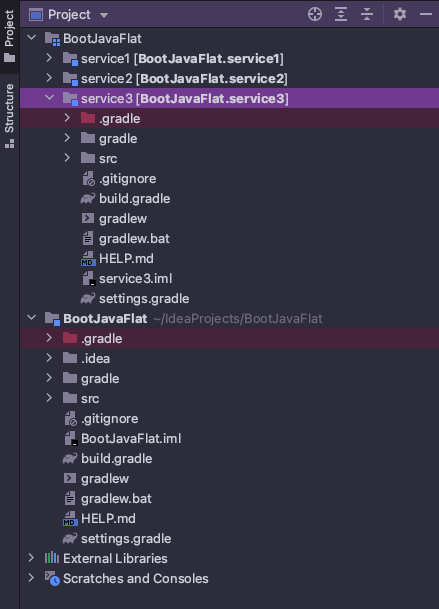 Project
Project
Structure
BootJavaFlat
service1 [BootJavaFlat.service1]
service2 [BootJavaFlat.service2]
service3 [BootJavaFlat.service3]
.gradle
gradle
src
.gitignore
build.gradle
gradlew
gradlew.bat
MD HELP.md
service3.iml
settings.gradle
BootJavaFlat ~/IdeaProjects/BootJavaFlat
.gradle
.idea
gradle
src
.gitignore
BootJavaFlat.iml
build.gradle
gradlew
gradlew.bat
MD HELP.md
settings.gradle
External Libraries
Scratches and Consoles